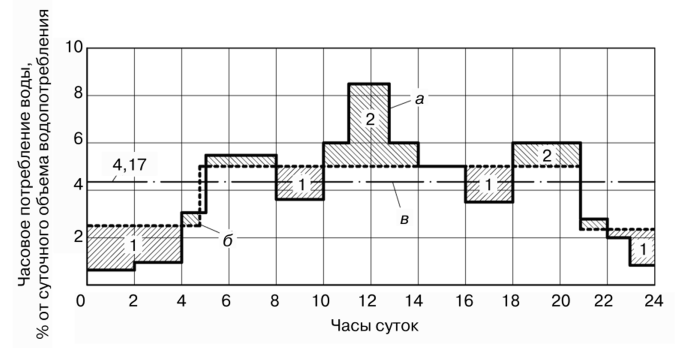 Часовое потребление воды,
% от суточного объема водопотребления
10
8
6
4
2
4,17
а
2
2
1
1
в
б
1
1
0 2 4 6 8 10 12 14 16 18 20 22 24
Часы суток